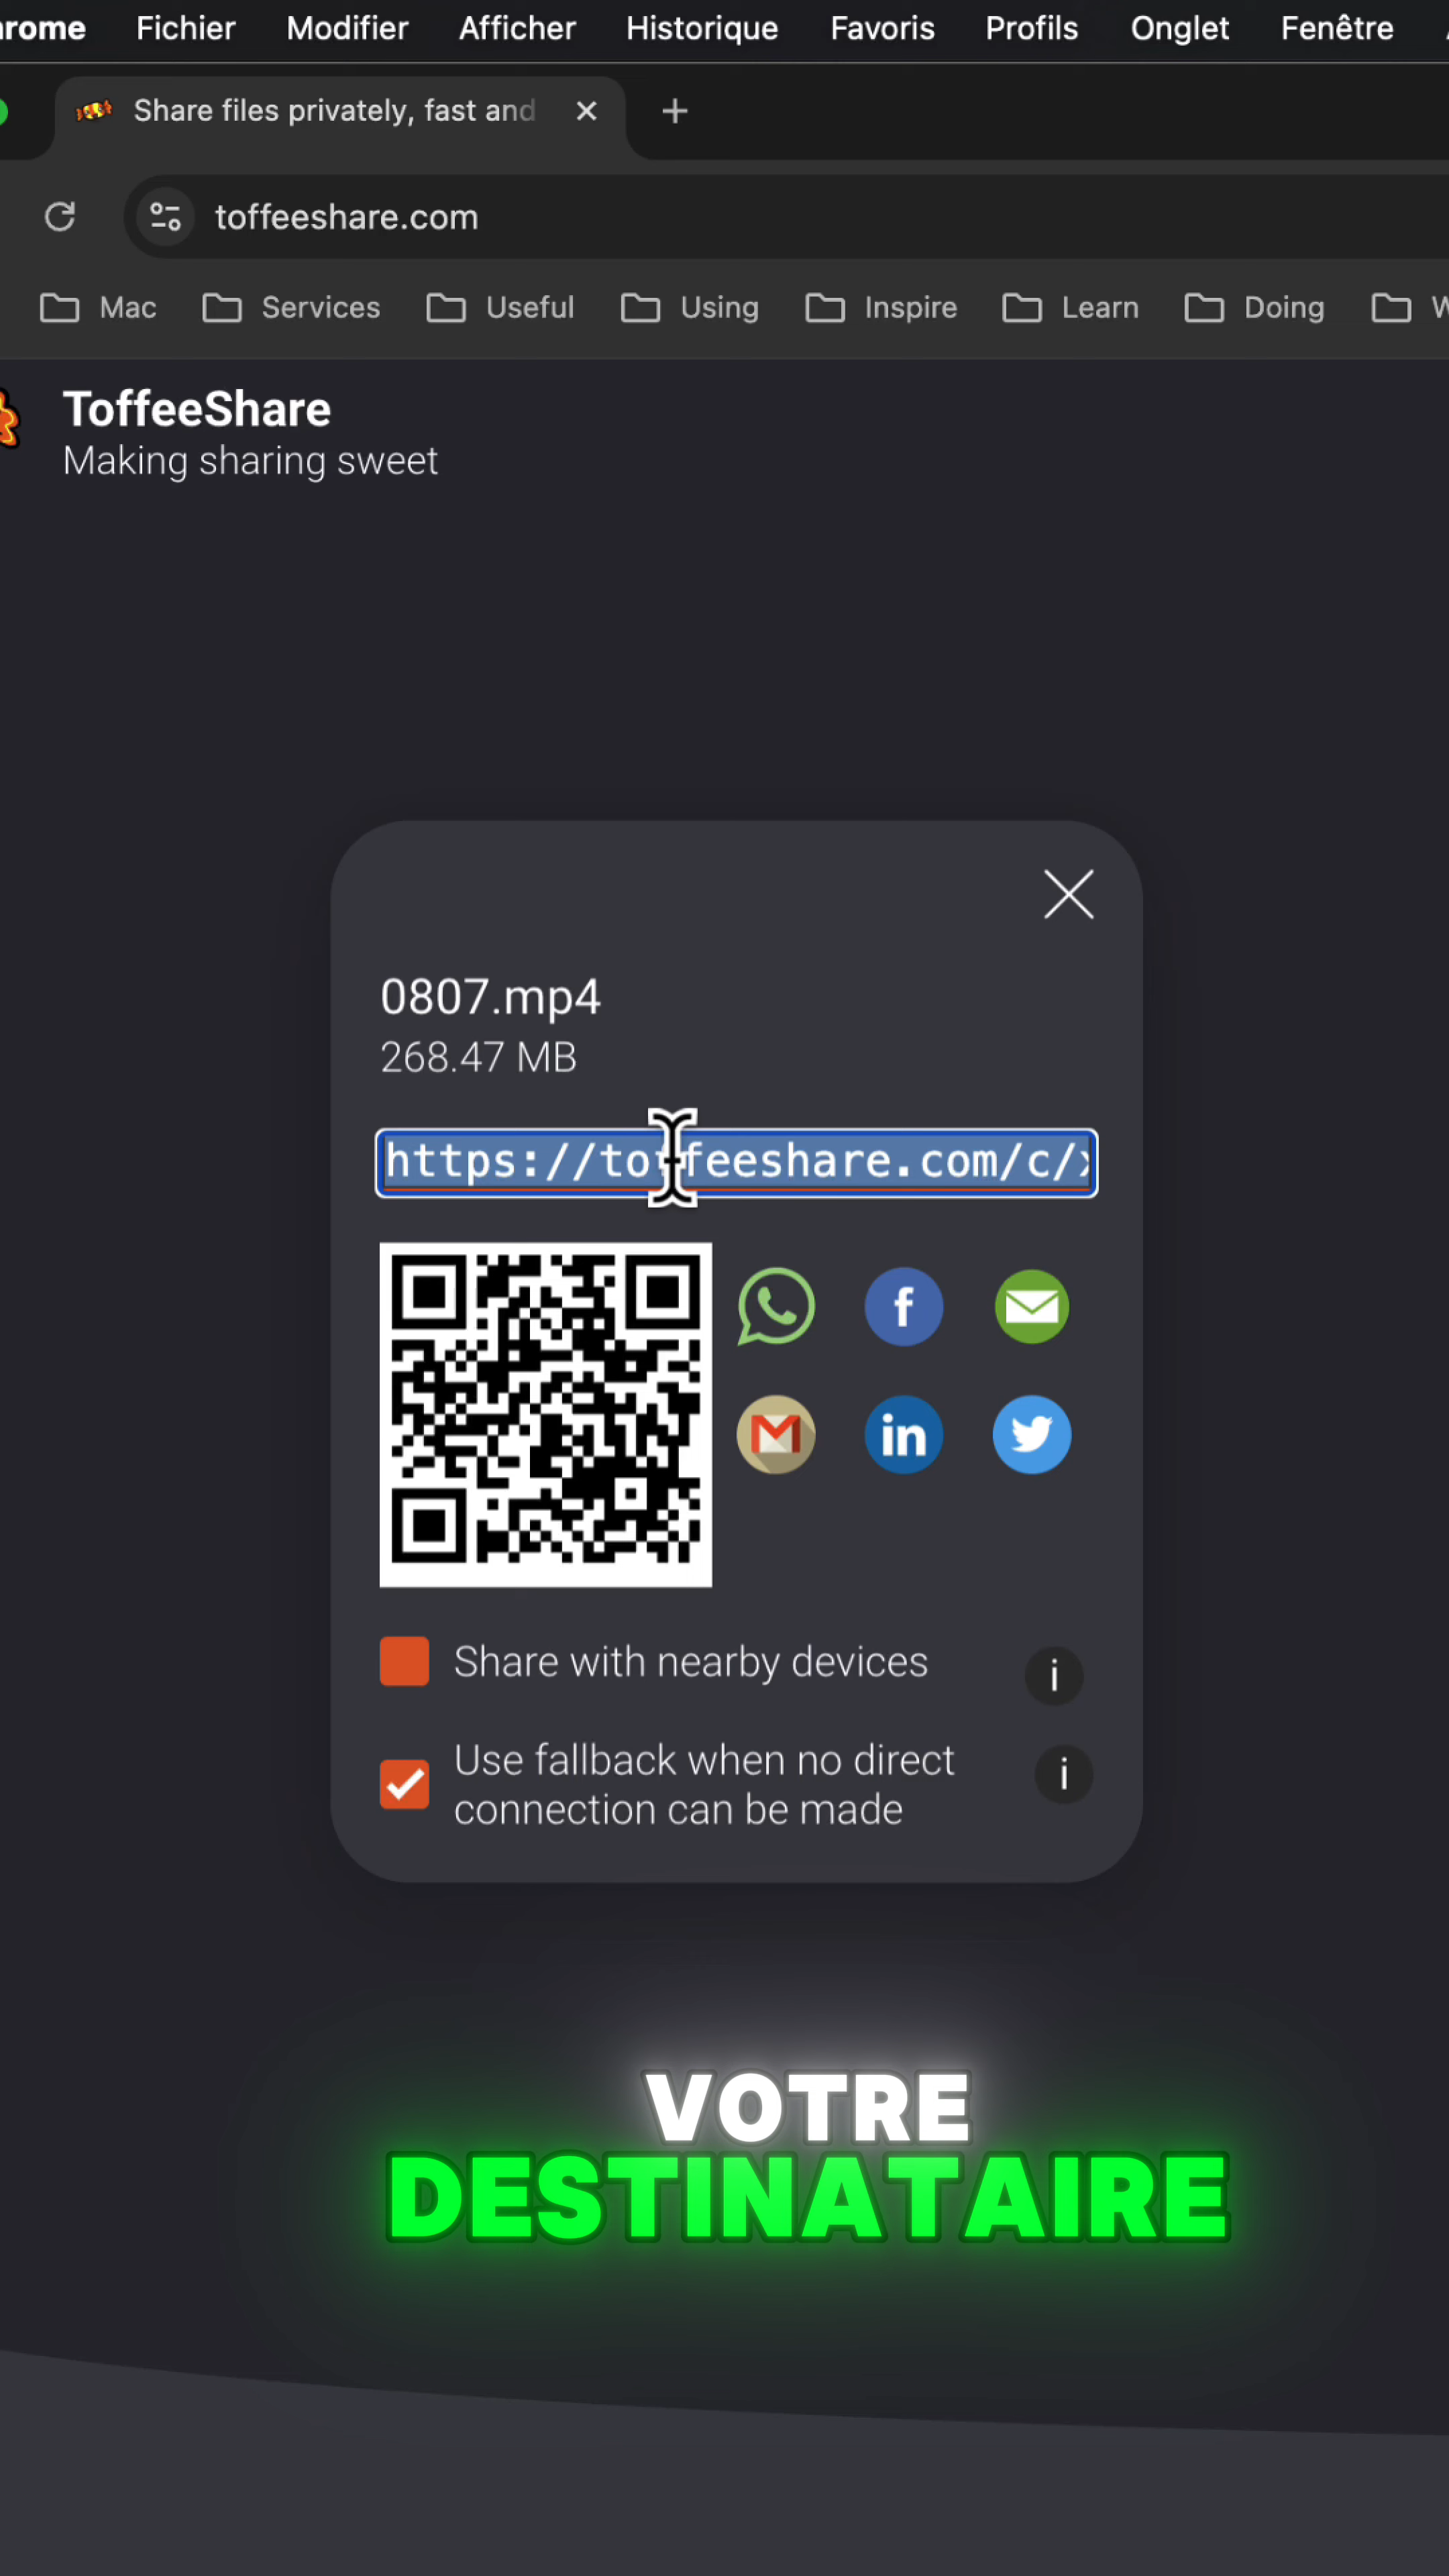 Fichier Modifier Afficher Historique Favoris Profils Onglet Fenêtre
Share files privately, fast and
toffeeshare.com
Mac Services Useful Using Inspire Learn Doing
ToffeeShare
Making sharing sweet
0807.mp4
268.47 MB
https://toffeeshare.com/c/x
Share with nearby devices
Use fallback when no direct
connection can be made
VOTRE
DESTINATAIRE